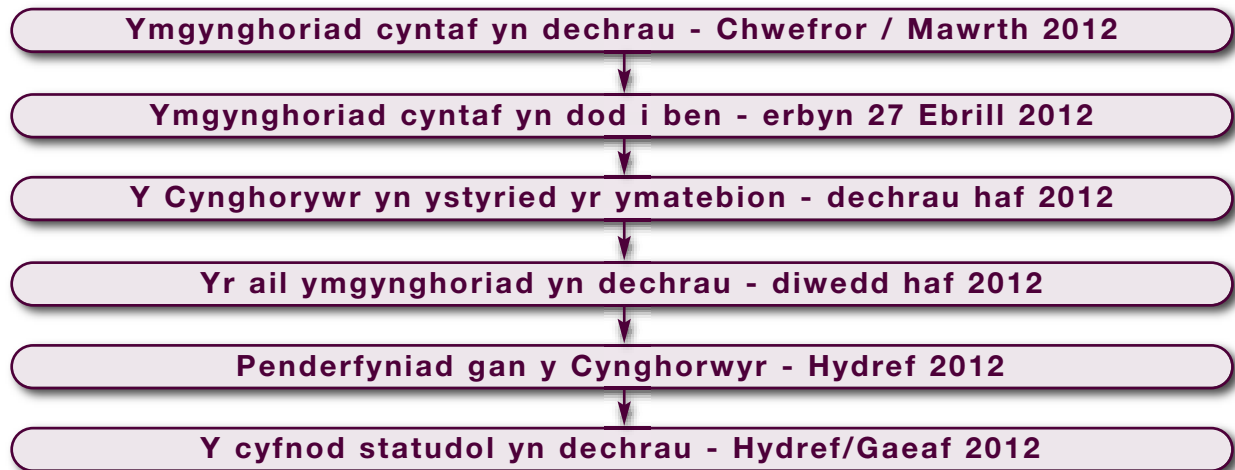 Ymgynghoriad cyntaf yn dechrau - Chwefror / Mawrth 2012
Ymgynghoriad cyntaf yn dod i ben - erbyn 27 Ebrill 2012
Y Cynghorywr yn ystyried yr ymatebion - dechrau haf 2012
Yr ail ymgynghoriad yn dechrau - diwedd haf 2012
Penderfyniad gan y Cynghorwyr - Hydref 2012
Y cyfnod statudol yn dechrau - Hydref/Gaeaf 2012